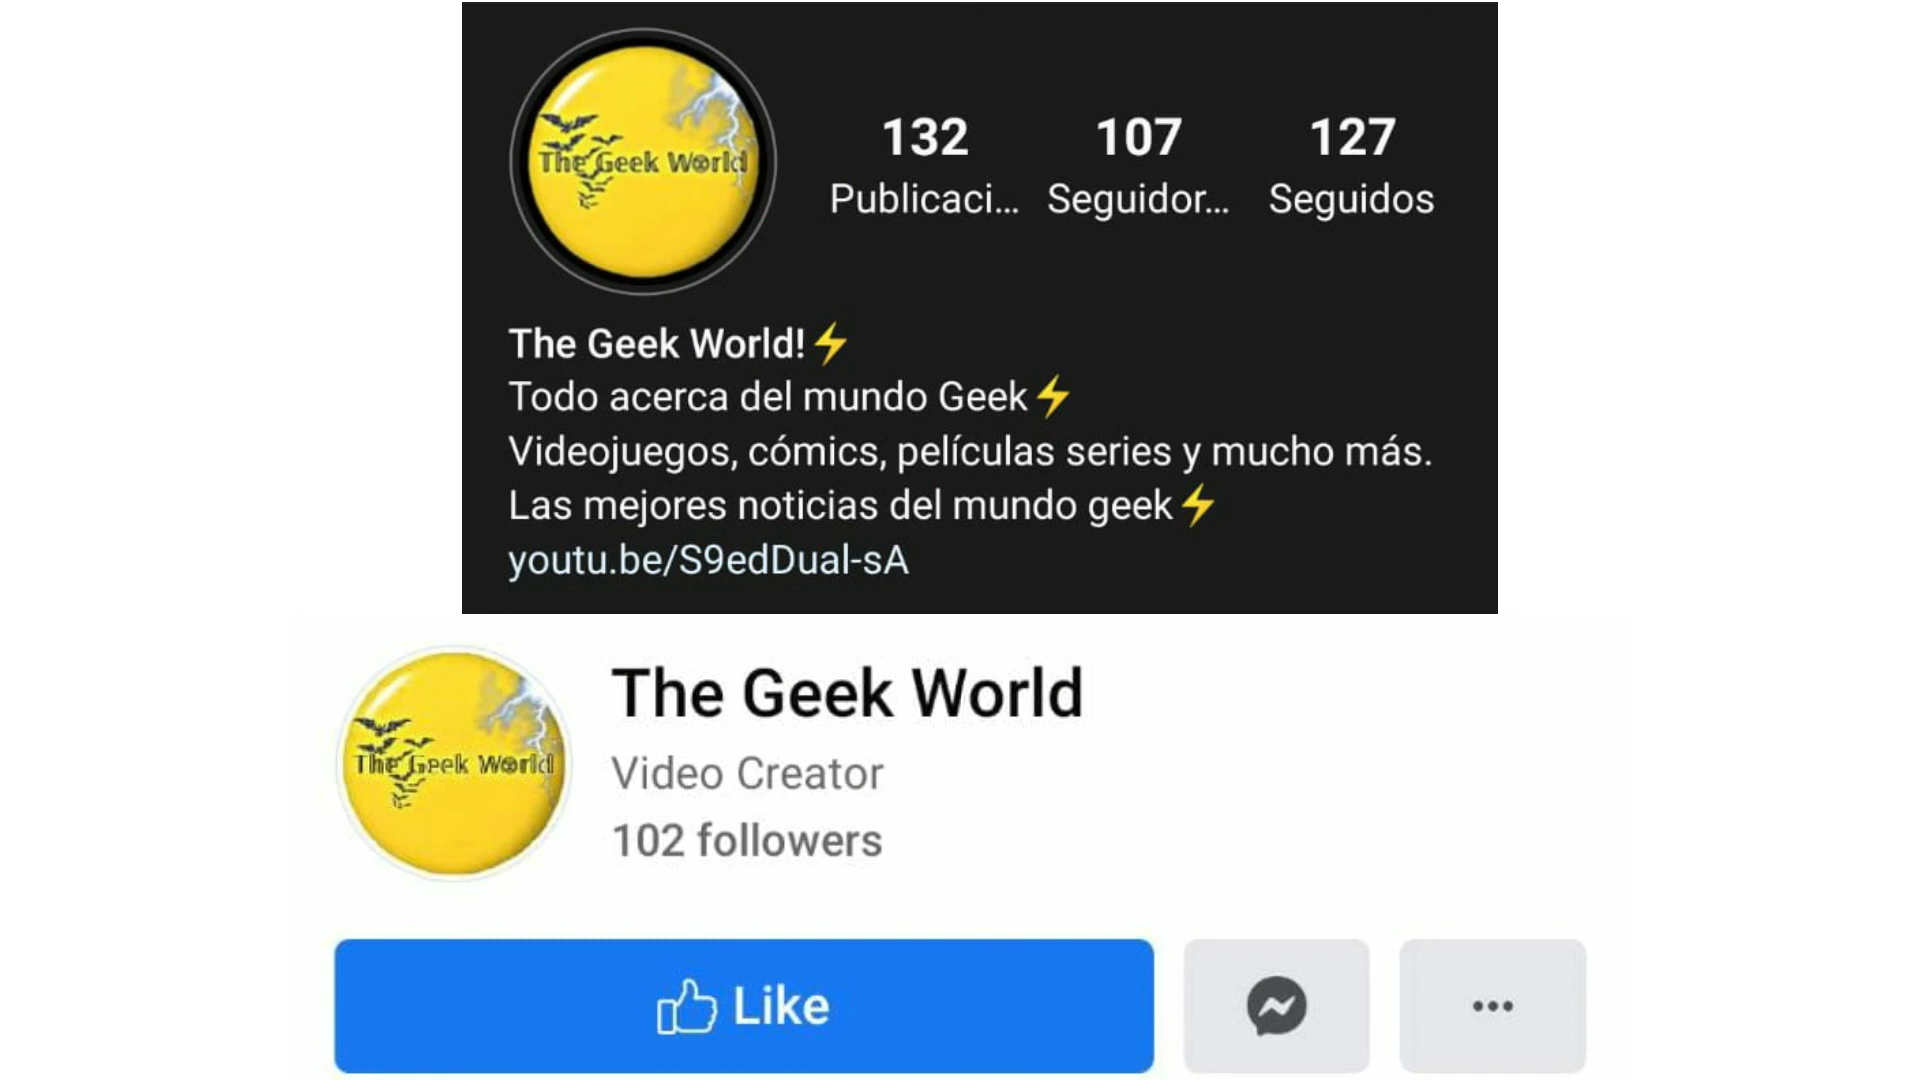 The Geek World
132 107 127
Publicaci... Seguidor... Seguidos
The Geek World!⚡
Todo acerca del mundo Geek⚡
Videojuegos, cómics, películas series y mucho más.
Las mejores noticias del mundo geek⚡
youtu.be/S9edDual-sA
The Geek World
The Geek World
Video Creator
102 followers
Like